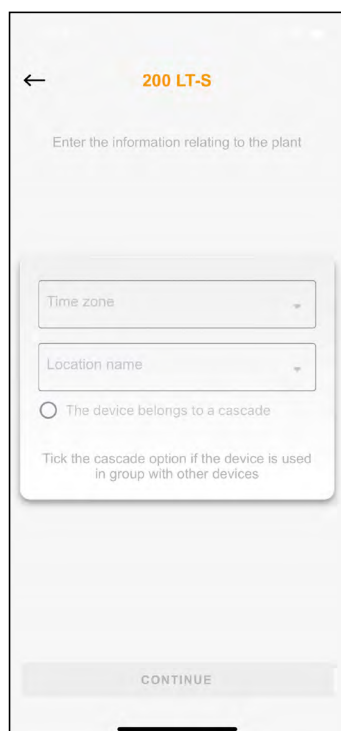 200 LT-S
Enter the information relating to the plant
Time zone
Location name
The device belongs to a cascade
Tick the cascade option if the device is used
in group with other devices
CONTINUE